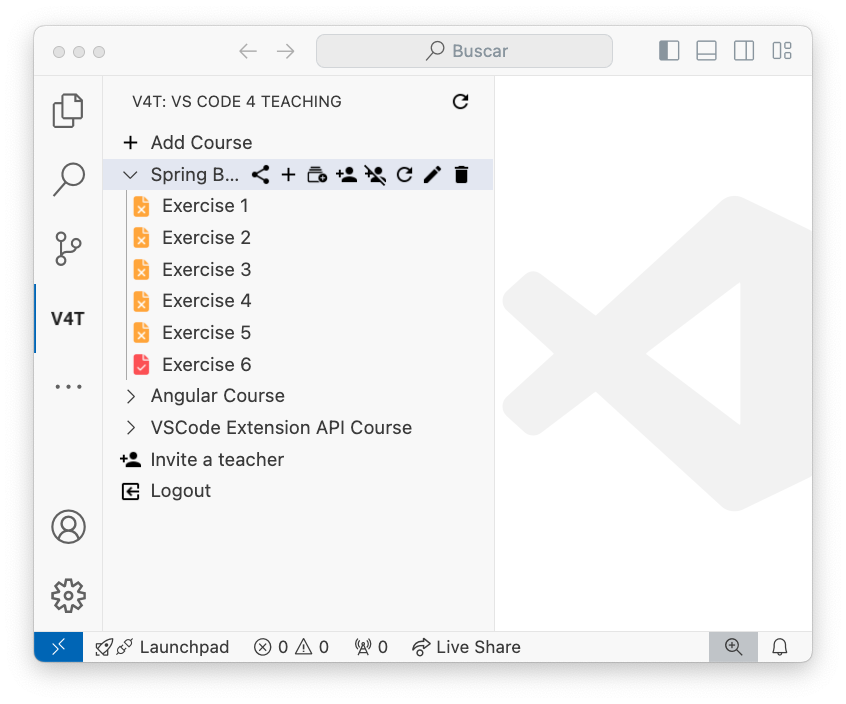 Buscar
V4T: VS CODE 4 TEACHING
Add Course
Spring B...
Exercise 1
Exercise 2
Exercise 3
Exercise 4
Exercise 5
Exercise 6
Angular Course
VSCode Extension API Course
Invite a teacher
Logout
V4T
Launchpad 0 0 0 Live Share